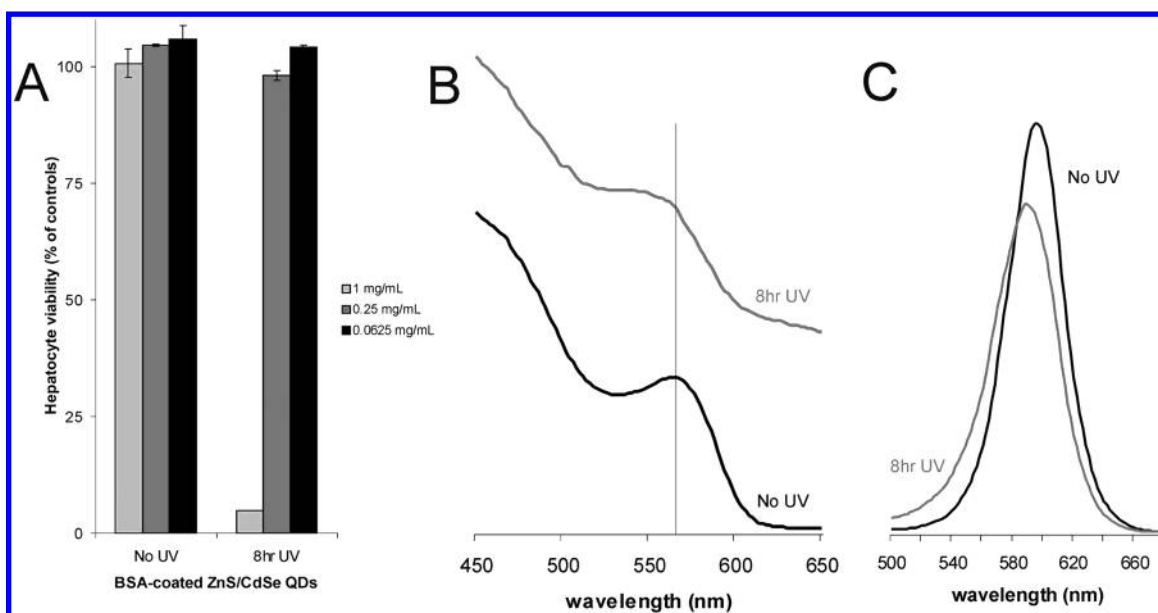 A
Hepatocyte viability (% of controls)
100
75
50
25
0
No UV
8hr UV
BSA-coated ZnS/CdSe QDs
1 mg/mL
0.25 mg/mL
0.0625 mg/mL
B
8hr UV
No UV
450
500
550
600
650
wavelength (nm)
C
No UV
8hr UV
500
540
580
620
660
wavelength (nm)